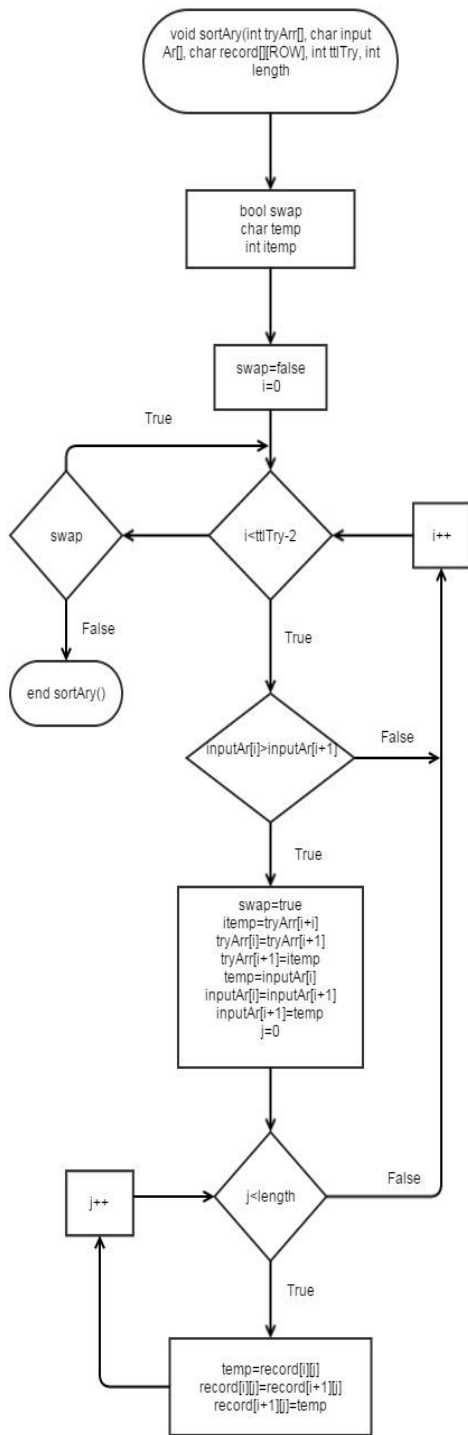 void sortAry(int tryArr[], char input
Ar[], char record[][ROW], int ttlTry, int
length
bool swap
char temp
int itemp
swap=false
i=0
True
swap
i<ttlTry-2
i++
False
True
end sortAry()
inputAr[i]>inputAr[i+1]
False
True
swap=true
itemp=tryArr[i+i]
tryArr[i]=tryArr[i+1]
tryArr[i+1]=itemp
temp=inputAr[i]
inputAr[i]=inputAr[i+1]
inputAr[i+1]=temp
j=0
j++
j<length
False
True
temp=record[i][j]
record[i][j]=record[i+1][j]
record[i+1][j]=temp